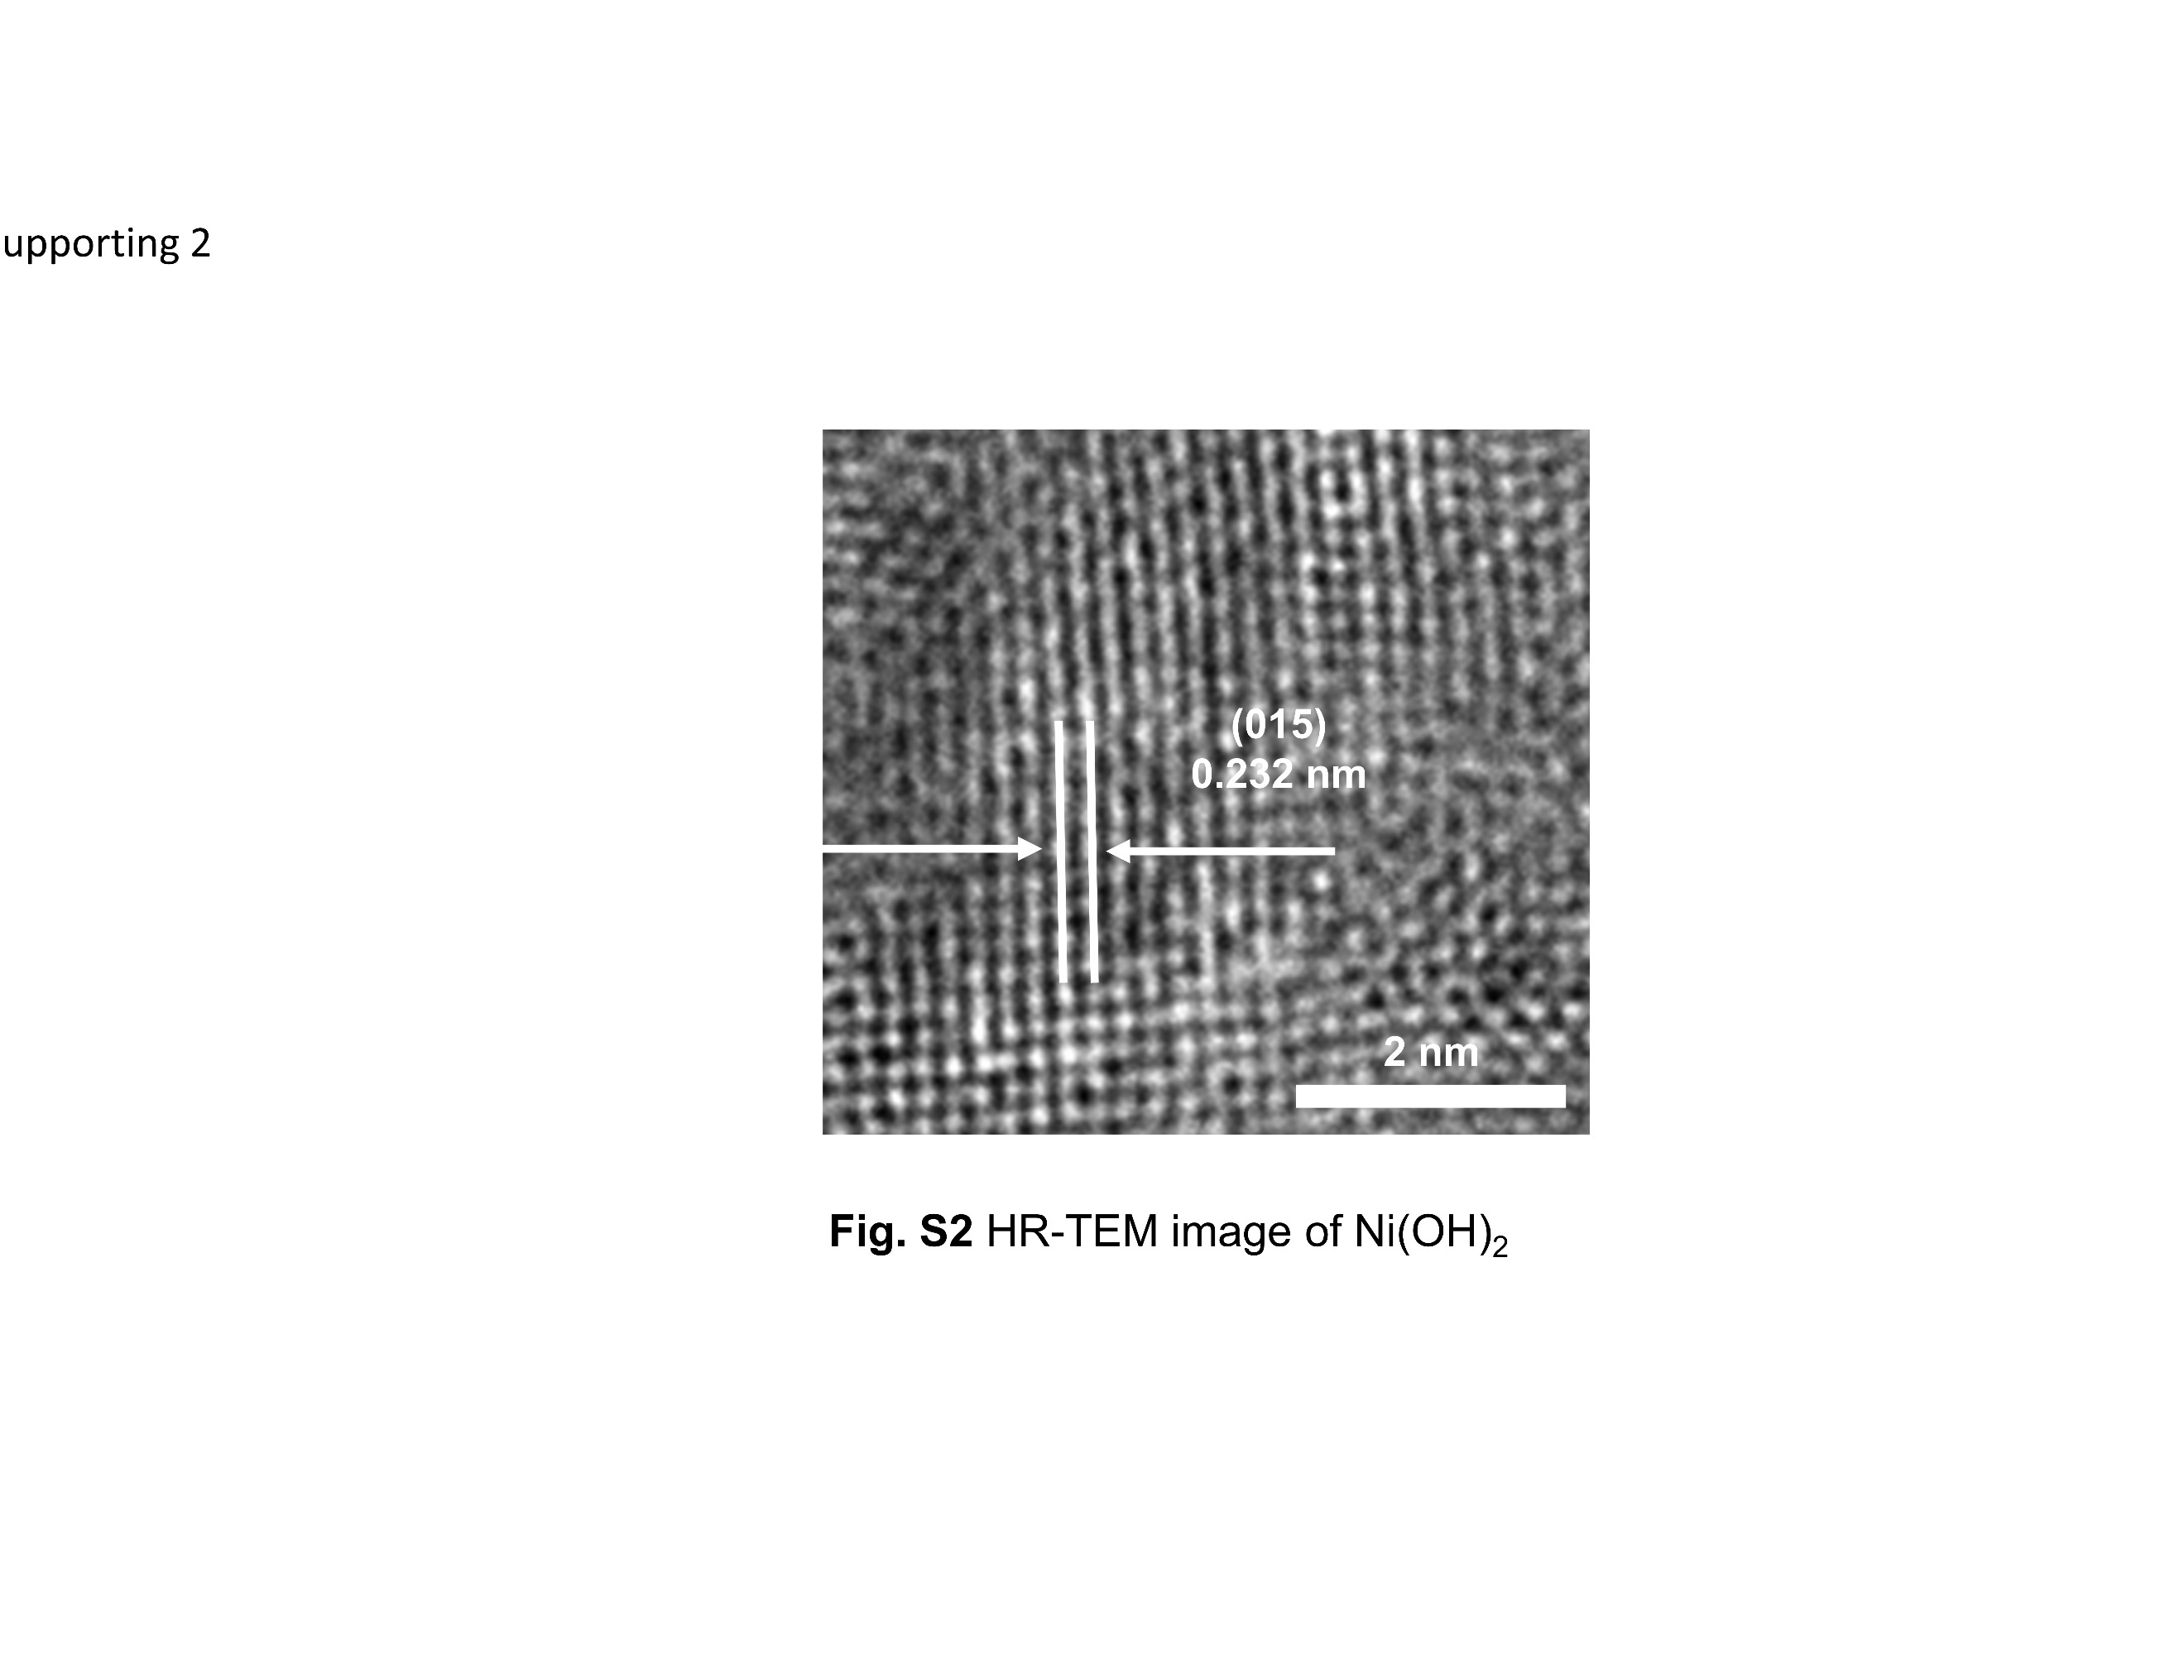 upporting 2
(015)
0.232 nm
2 nm
Fig. S2 HR-TEM image of Ni(OH)₂